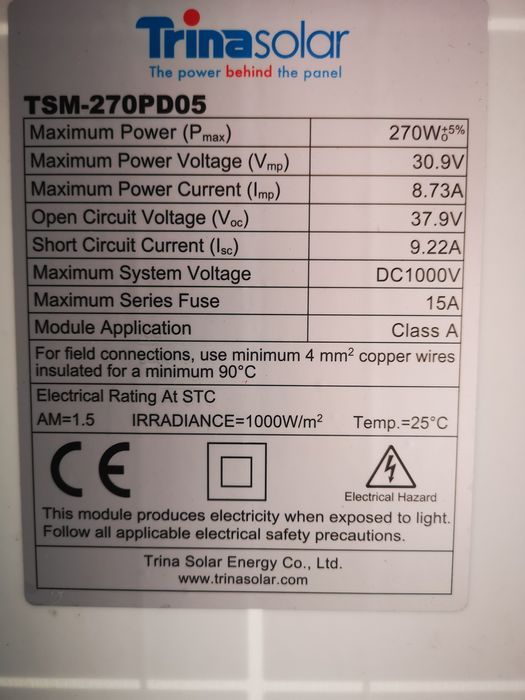 Trinasolar
The power behind the panel
TSM-270PD05
Maximum Power (Pmax) 270W+5% 0
Maximum Power Voltage (Vmp) 30.9V
Maximum Power Current (Imp) 8.73A
Open Circuit Voltage (Voc) 37.9V
Short Circuit Current (Isc) 9.22A
Maximum System Voltage DC1000V
Maximum Series Fuse 15A
Module Application Class A
For field connections, use minimum 4 mm² copper wires
insulated for a minimum 90°C
Electrical Rating At STC
AM=1.5 IRRADIANCE=1000W/m² Temp.=25°C
CE
Electrical Hazard
This module produces electricity when exposed to light.
Follow all applicable electrical safety precautions.
Trina Solar Energy Co., Ltd.
www.trinasolar.com